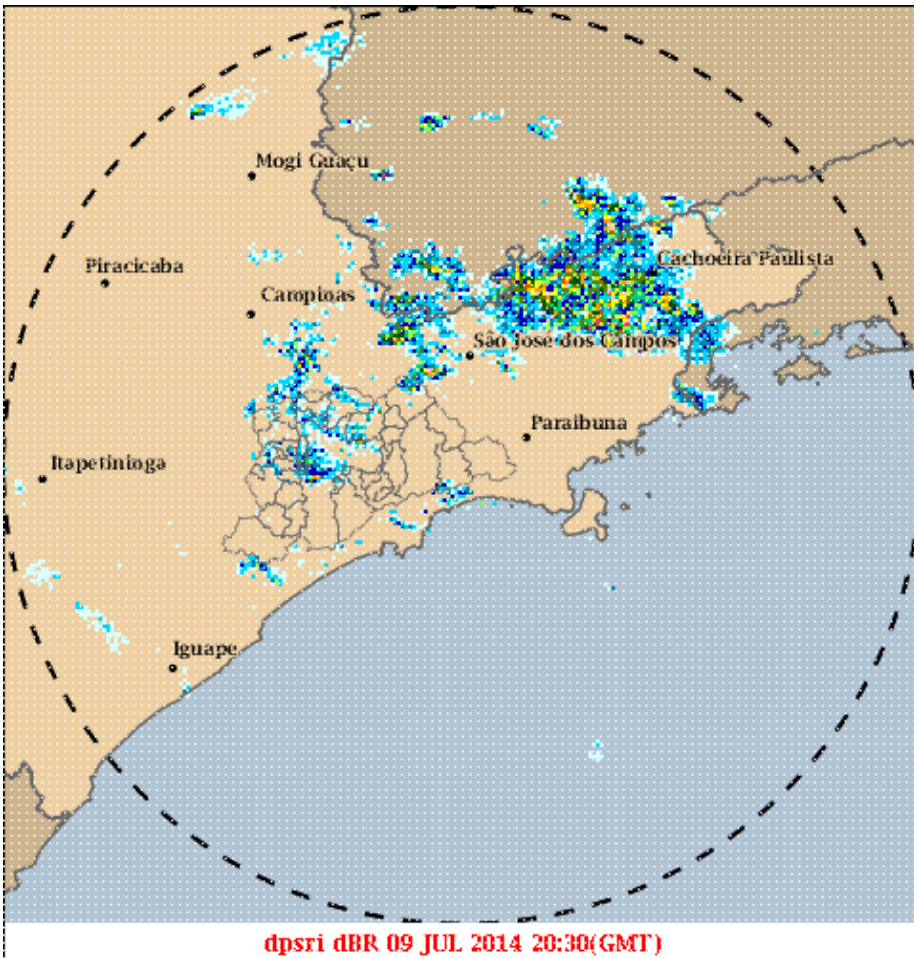 Mogi Guaçu
Piracicaba
Cachoeira Paulista
Campinas
São José dos Campos
Paraibuna
Itapetininga
Iguape
dpsri dBR 09 JUL 2014 20:30(GMT)